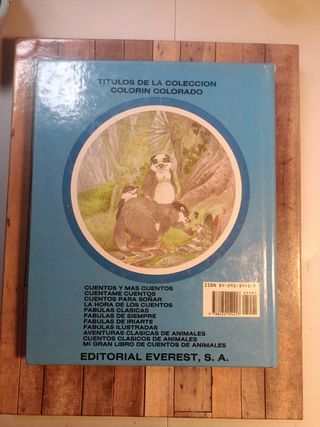 TITULOS DE LA COLECCION
COLORIN COLORADO
CUENTOS Y MAS CUENTOS
CUENTAME CUENTOS
CUENTOS PARA SOÑAR
LA HORA DE LOS CUENTOS
FABULAS CLASICAS
FABULAS DE SIEMPRE
FABULAS DE IRIARTE
FABULAS ILUSTRADAS
AVENTURAS CLASICAS DE ANIMALES
CUENTOS CLASICOS DE ANIMALES
MI GRAN LIBRO DE CUENTOS DE ANIMALES
ISBN
EDITORIAL EVEREST, S. A.